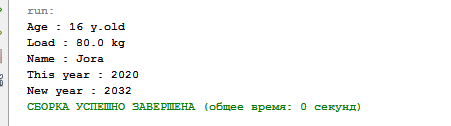 run:
Age : 16 y.old
Load : 80.0 kg
Name : Jora
This year : 2020
New year : 2032
СБОРКА УСПЕШНО ЗАВЕРШЕНА (общее время: 0 секунд)